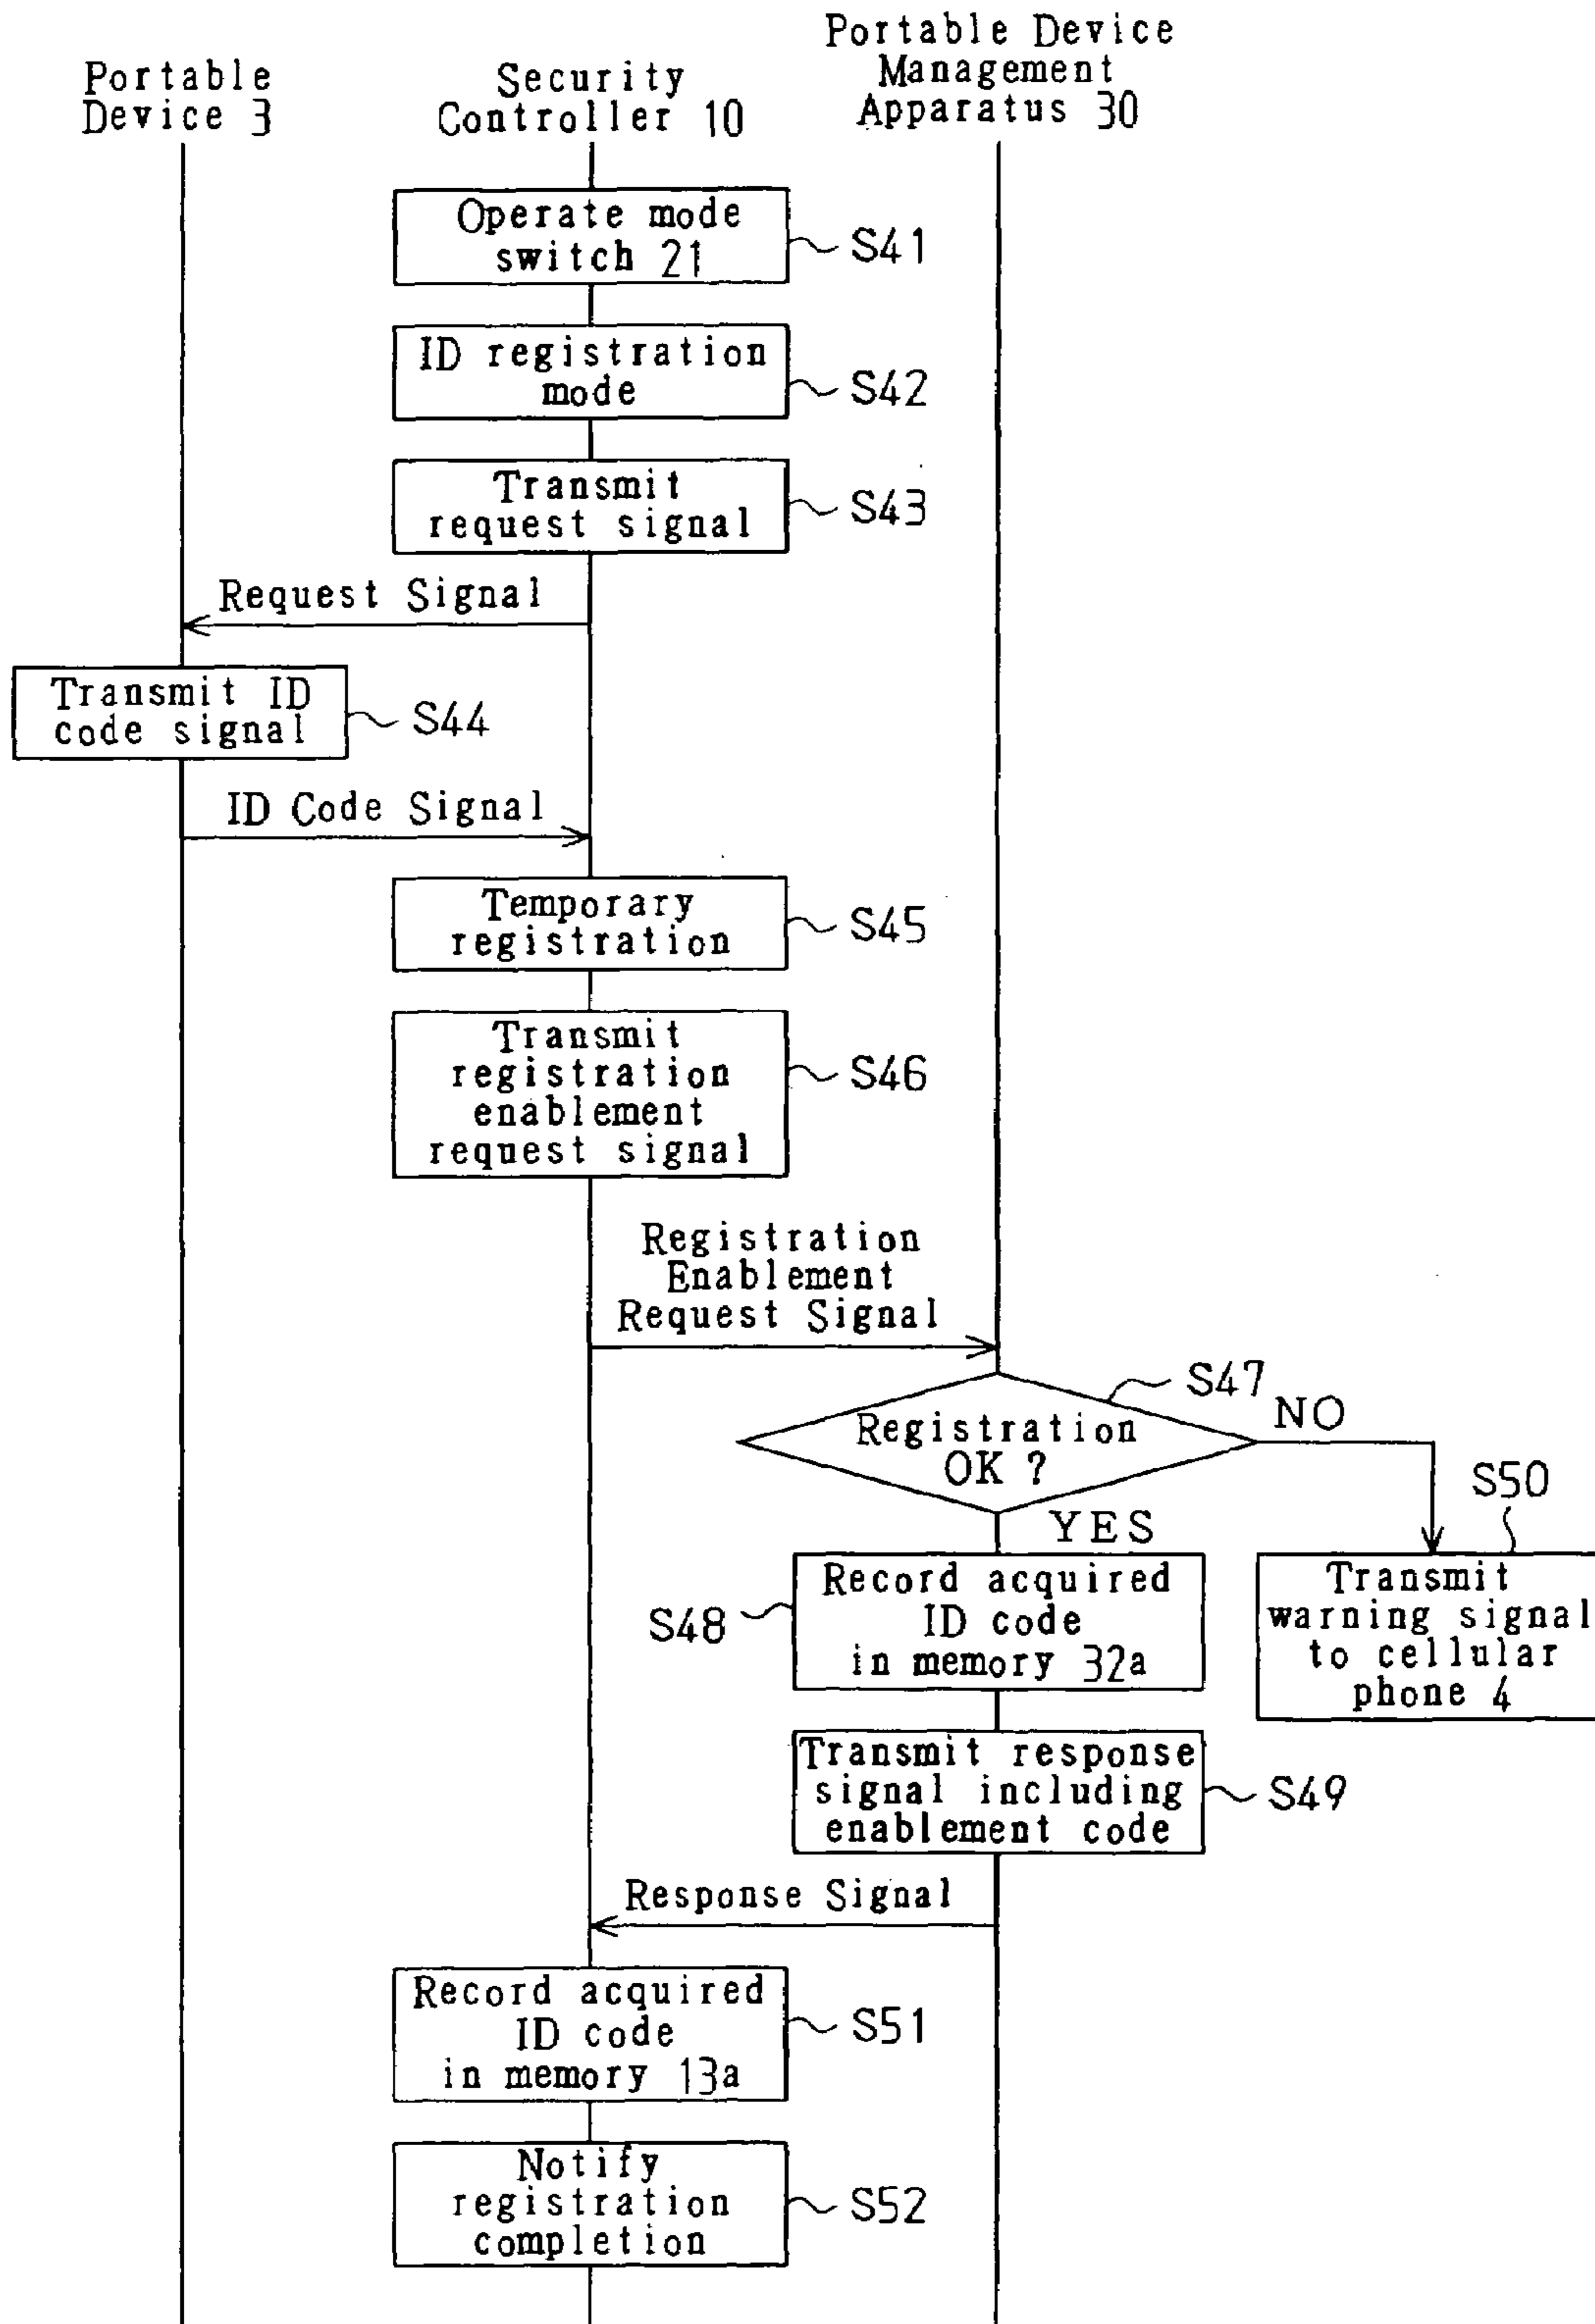 Portable
Device 3
Security
Controller 10
Portable Device
Management
Apparatus 30
Operate mode
switch 21
S41
ID registration
mode
S42
Transmit
request signal
S43
Request Signal
Transmit ID
code signal
S44
ID Code Signal
Temporary
registration
S45
Transmit
registration
enablement
request signal
S46
Registration
Enablement
Request Signal
S47
Registration
OK ?
NO
YES
S50
Record acquired
ID code
in memory 32a
S48
Transmit
warning signal
to cellular
phone 4
Transmit response
signal including
enablement code
S49
Response Signal
Record acquired
ID code
in memory 13a
S51
Notify
registration
completion
S52